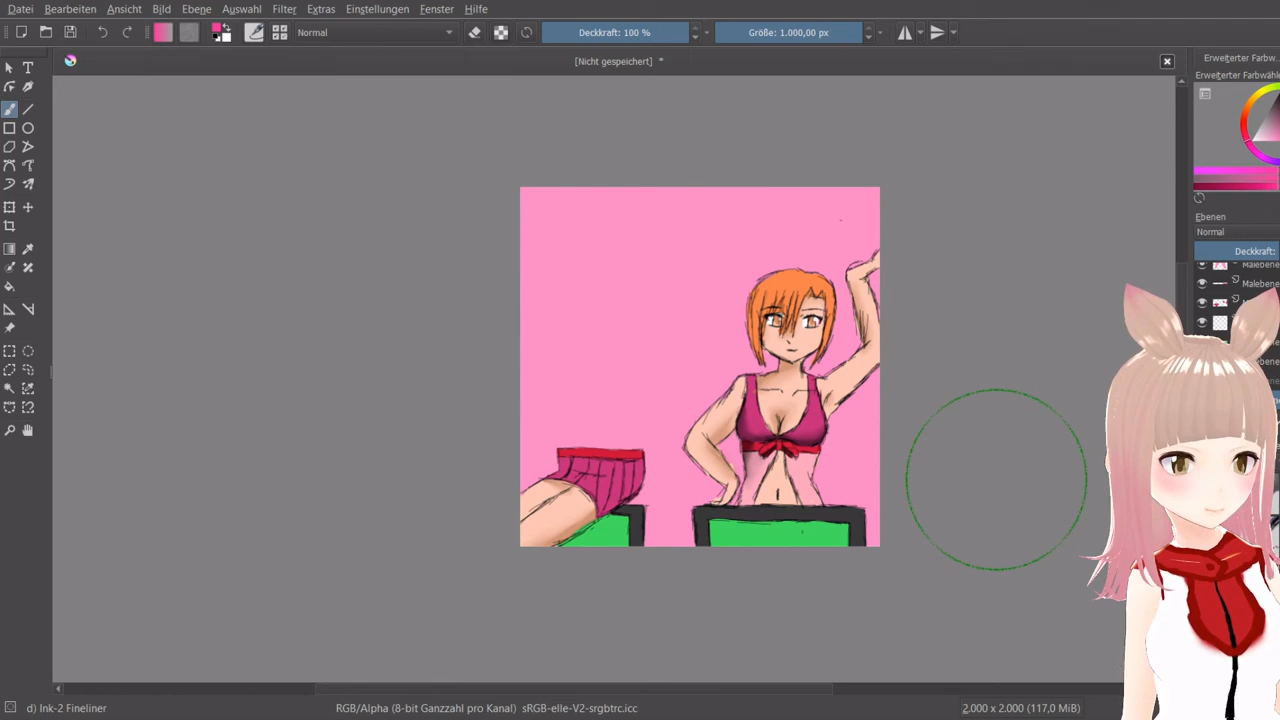 Datei Bearbeiten Ansicht Bild Ebene Auswahl Filter Extras Einstellungen Fenster Hilfe
Normal Deckkraft: 100 % Größe: 1.000,00 px
[Nicht gespeichert] *
Erweiterter Farbw..
Erweiterter Farbwähle
Ebenen
Normal
Deckkraft:
Malebene
Malebene
d) Ink-2 Fineliner RGB/Alpha (8-bit Ganzzahl pro Kanal) sRGB-elle-V2-srgbtrc.icc 2.000 x 2.000 (117,0 MiB)